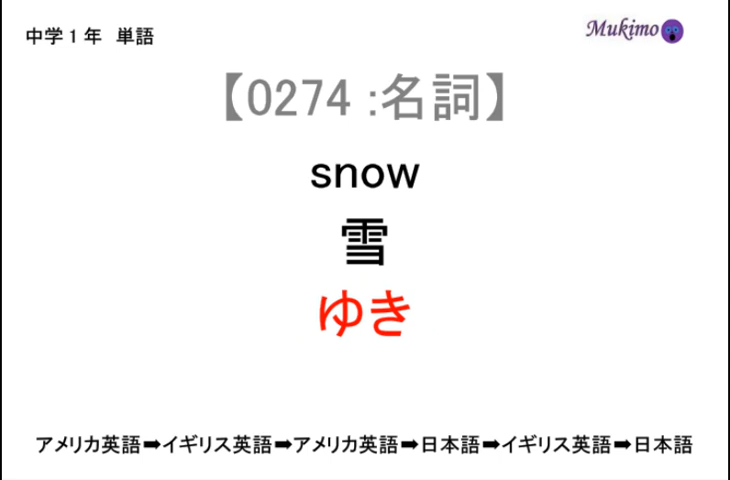 中学１年 単語
Mukimo
【0274 :名詞】
snow
雪
ゆき
アメリカ英語➡イギリス英語➡アメリカ英語➡日本語➡イギリス英語➡日本語